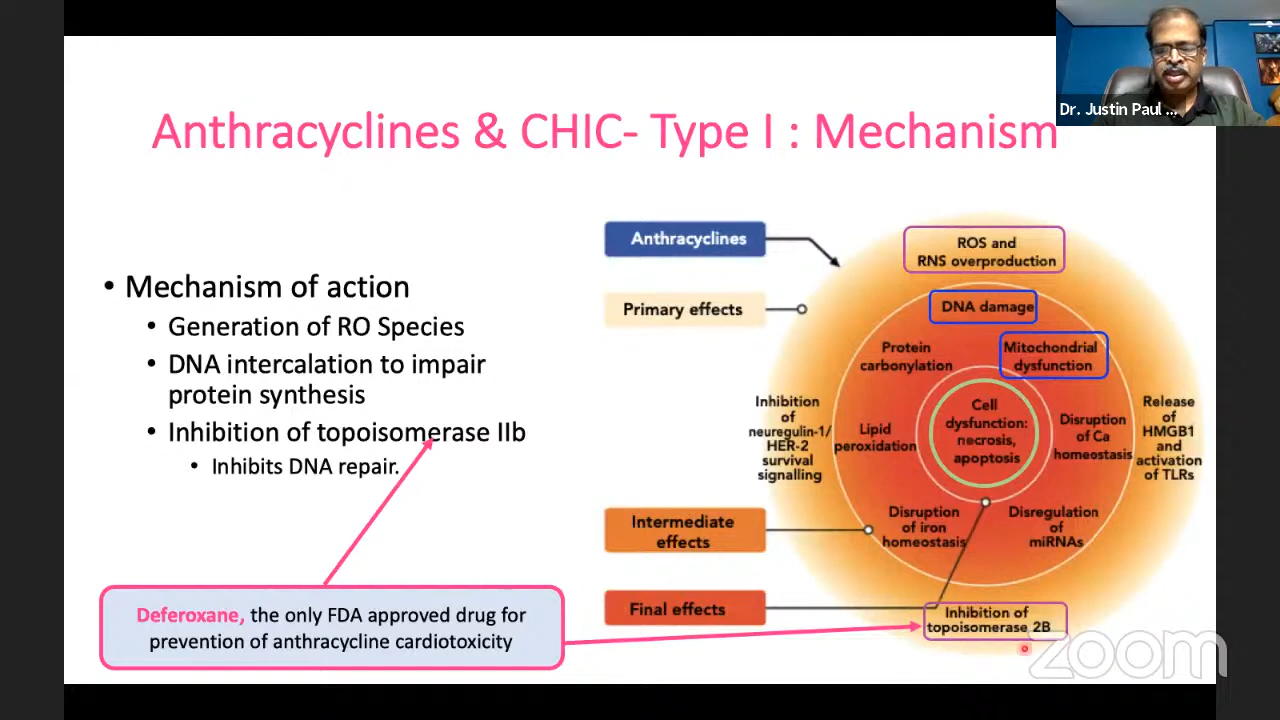 Dr. Justin Paul ...
Anthracyclines & CHIC- Type I : Mechanism
• Mechanism of action
• Generation of RO Species
• DNA intercalation to impair
protein synthesis
• Inhibition of topoisomerase IIb
• Inhibits DNA repair.
Deferoxane, the only FDA approved drug for
prevention of anthracycline cardiotoxicity
Anthracyclines
Primary effects
Intermediate
effects
Final effects
ROS and
RNS overproduction
DNA damage
Protein
carbonylation
Mitochondrial
dysfunction
Inhibition
of
neuregulin-1/
HER-2
survival
signalling
Lipid
peroxidation
Cell
dysfunction:
necrosis,
apoptosis
Disruption
of Ca
homeostasis
Release
of
HMGB1
and
activation
of TLRs
Disruption
of iron
homeostasis
Disregulation
of
miRNAs
Inhibition of
topoisomerase 2B
zoom